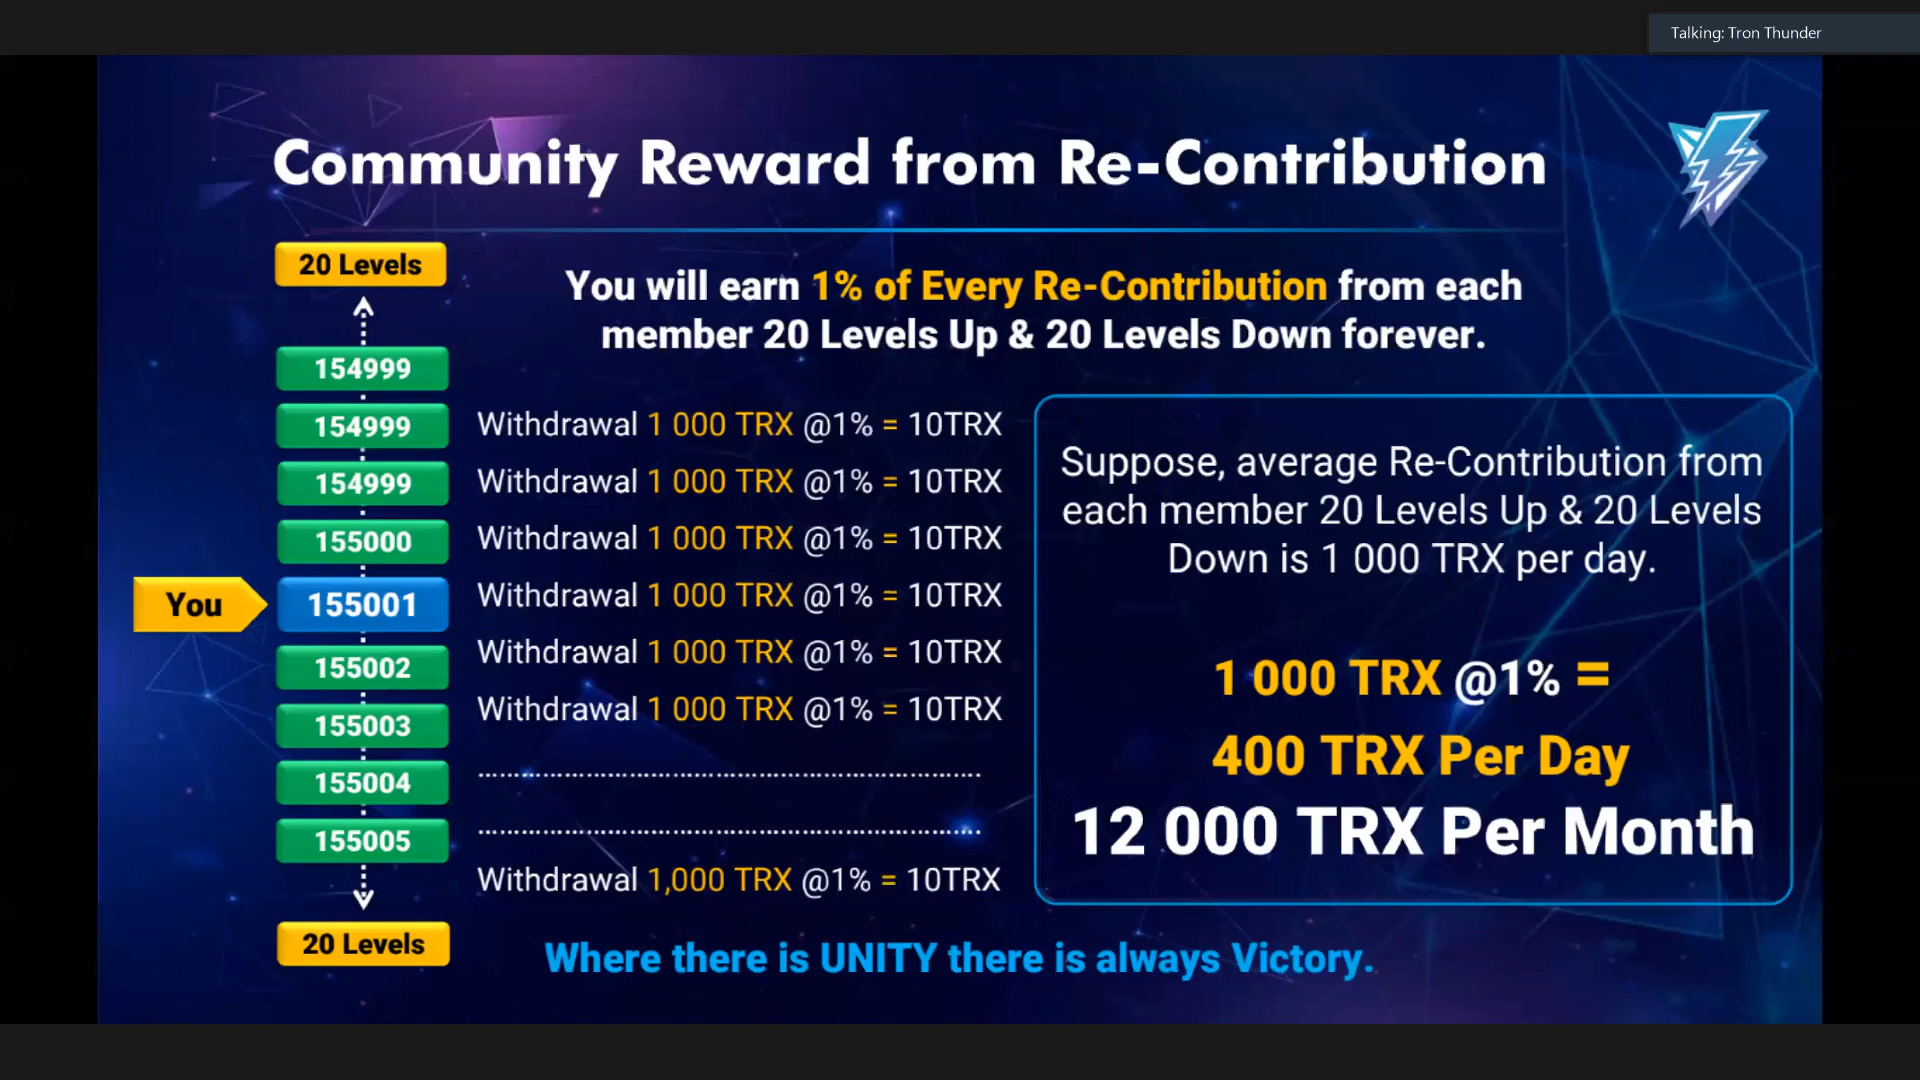 Talking: Tron Thunder
Community Reward from Re-Contribution
20 Levels
You will earn 1% of Every Re-Contribution from each
member 20 Levels Up & 20 Levels Down forever.
154999
154999
154999
155000
You
155001
155002
155003
155004
155005
20 Levels
Withdrawal 1 000 TRX @1% = 10TRX
Withdrawal 1 000 TRX @1% = 10TRX
Withdrawal 1 000 TRX @1% = 10TRX
Withdrawal 1 000 TRX @1% = 10TRX
Withdrawal 1 000 TRX @1% = 10TRX
Withdrawal 1 000 TRX @1% = 10TRX
Withdrawal 1,000 TRX @1% = 10TRX
Suppose, average Re-Contribution from
each member 20 Levels Up & 20 Levels
Down is 1 000 TRX per day.
1 000 TRX @1% =
400 TRX Per Day
12 000 TRX Per Month
Where there is UNITY there is always Victory.